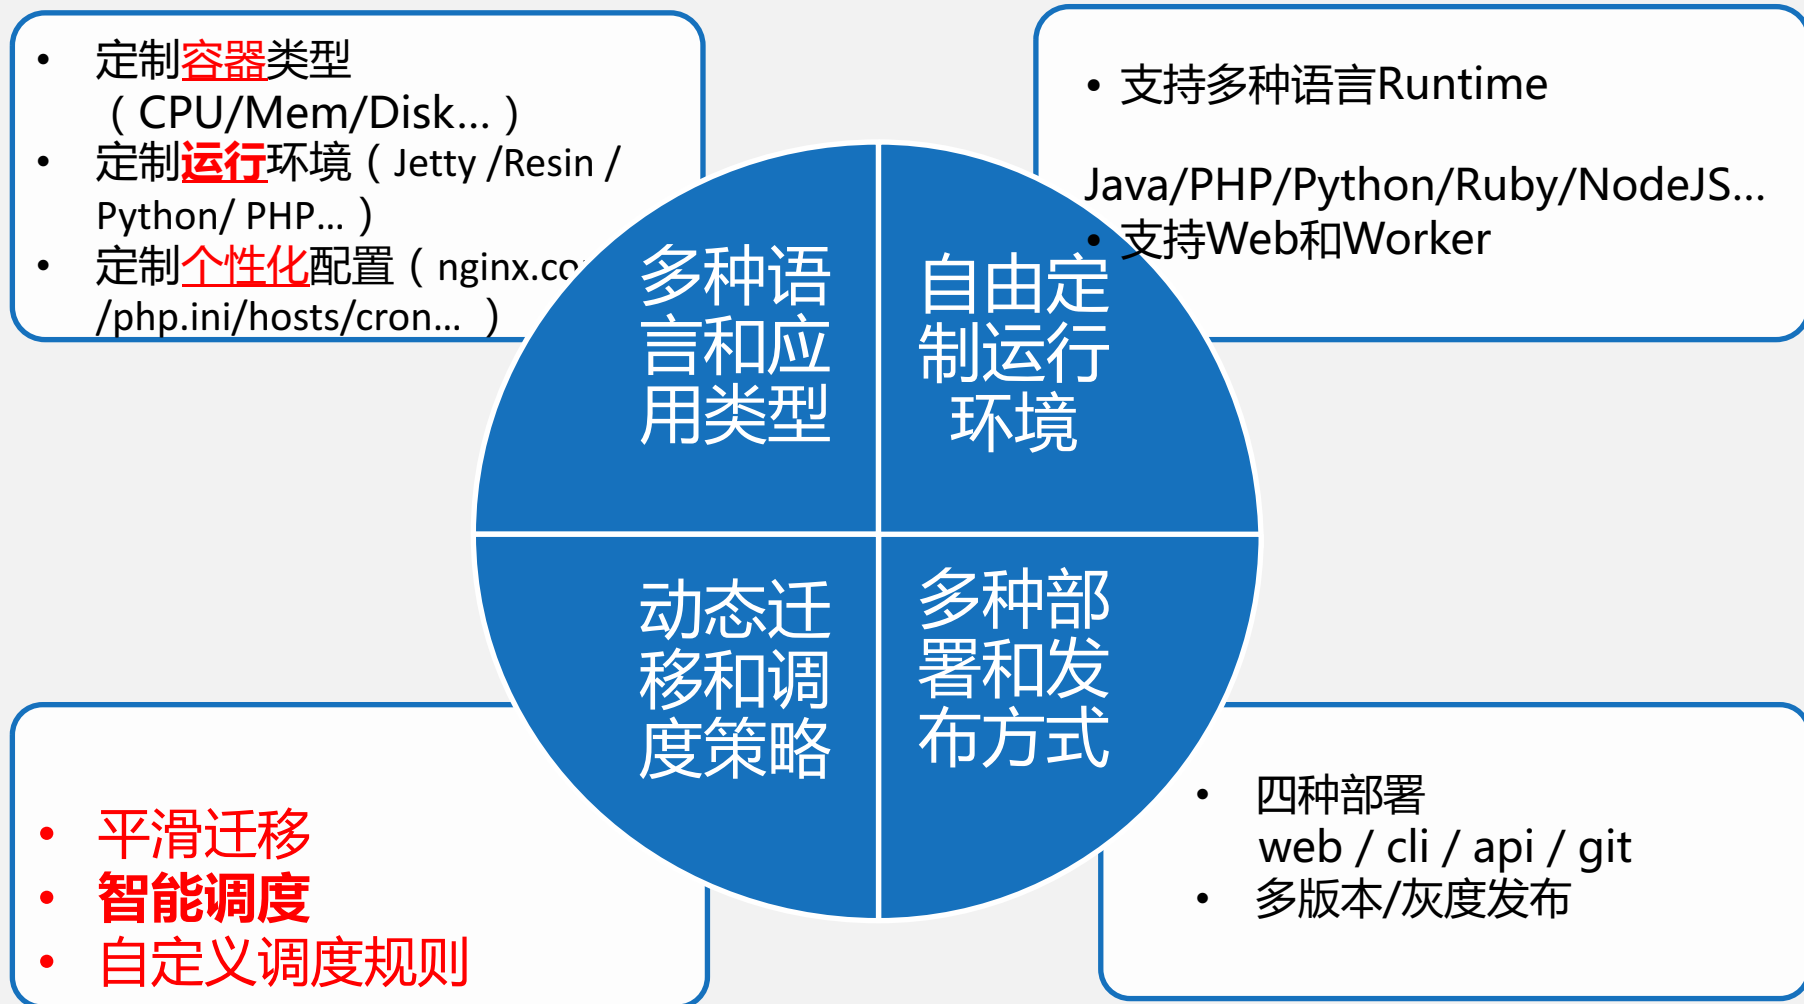 • 定制容器类型
（CPU/Mem/Disk…）
• 定制运行环境（Jetty /Resin /
Python/ PHP…）
• 定制个性化配置（nginx.co
/php.ini/hosts/cron… ）
• 支持多种语言Runtime
Java/PHP/Python/Ruby/NodeJS…
• 支持Web和Worker
多种语
言和应
用类型
自由定
制运行
环境
动态迁
移和调
度策略
多种部
署和发
布方式
• 平滑迁移
• 智能调度
• 自定义调度规则
• 四种部署
web / cli / api / git
• 多版本/灰度发布